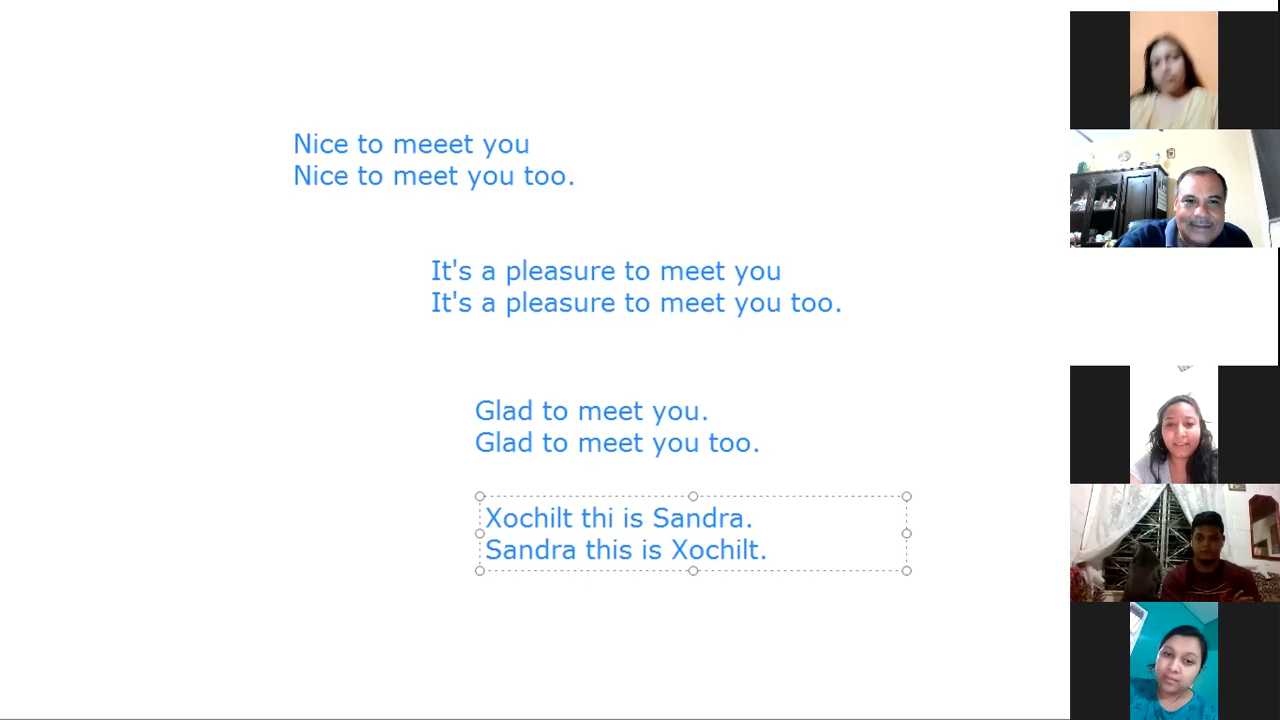 Nice to meeet you
Nice to meet you too.
It's a pleasure to meet you
It's a pleasure to meet you too.
Glad to meet you.
Glad to meet you too.
Xochilt thi is Sandra.
Sandra this is Xochilt.